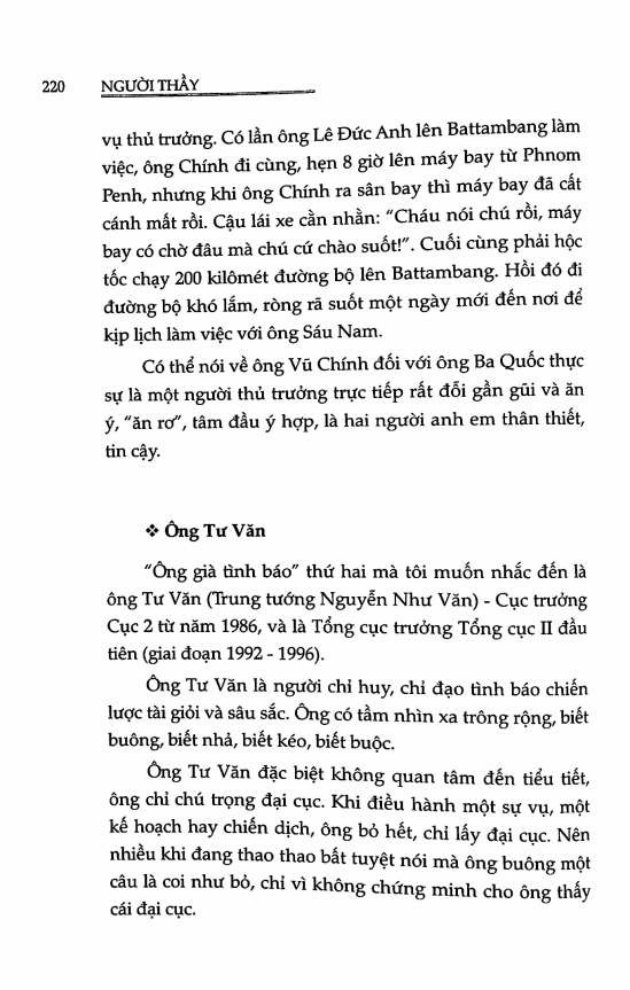 220 NGƯỜI THẦY
vụ thủ trưởng. Có lần ông Lê Đức Anh lên Battambang làm
việc, ông Chính đi cùng, hẹn 8 giờ lên máy bay từ Phnom
Penh, nhưng khi ông Chính ra sân bay thì máy bay đã cất
cánh mất rồi. Cậu lái xe cằn nhằn: "Cháu nói chú rồi, máy
bay có chờ đâu mà chú cứ chào suốt!". Cuối cùng phải hộc
tốc chạy 200 kilômét đường bộ lên Battambang. Hồi đó đi
đường bộ khó lắm, ròng rã suốt một ngày mới đến nơi để
kịp lịch làm việc với ông Sáu Nam.
Có thể nói về ông Vũ Chính đối với ông Ba Quốc thực
sự là một người thủ trưởng trực tiếp rất đỗi gần gũi và ăn
ý, "ăn rơ", tâm đầu ý hợp, là hai người anh em thân thiết,
tin cậy.
❖ Ông Tư Văn
"Ông già tình báo" thứ hai mà tôi muốn nhắc đến là
ông Tư Văn (Trung tướng Nguyễn Như Văn) - Cục trưởng
Cục 2 từ năm 1986, và là Tổng cục trưởng Tổng cục II đầu
tiên (giai đoạn 1992 - 1996).
Ông Tư Văn là người chỉ huy, chỉ đạo tình báo chiến
lược tài giỏi và sâu sắc. Ông có tầm nhìn xa trông rộng, biết
buông, biết nhả, biết kéo, biết buộc.
Ông Tư Văn đặc biệt không quan tâm đến tiểu tiết,
ông chỉ chú trọng đại cục. Khi điều hành một sự vụ, một
kế hoạch hay chiến dịch, ông bỏ hết, chỉ lấy đại cục. Nên
nhiều khi đang thao thao bất tuyệt nói mà ông buông một
câu là coi như bỏ, chỉ vì không chứng minh cho ông thấy
cái đại cục.